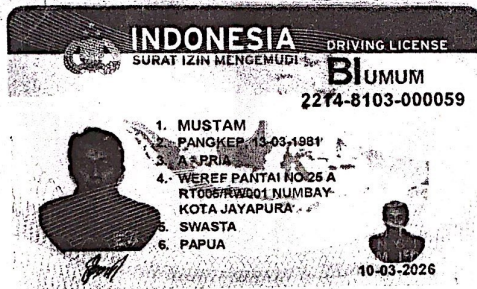 INDONESIA
DRIVING LICENSE
SURAT IZIN MENGEMUDI
BI UMUM
2214-8103-000059
1. MUSTAM
2. PANGKEP, 13-03-1981
3. A - PRIA
4. WEREF PANTAI NO 25 A
RT005/RW001 NUMBAY
KOTA JAYAPURA
5. SWASTA
6. PAPUA
10-03-2026